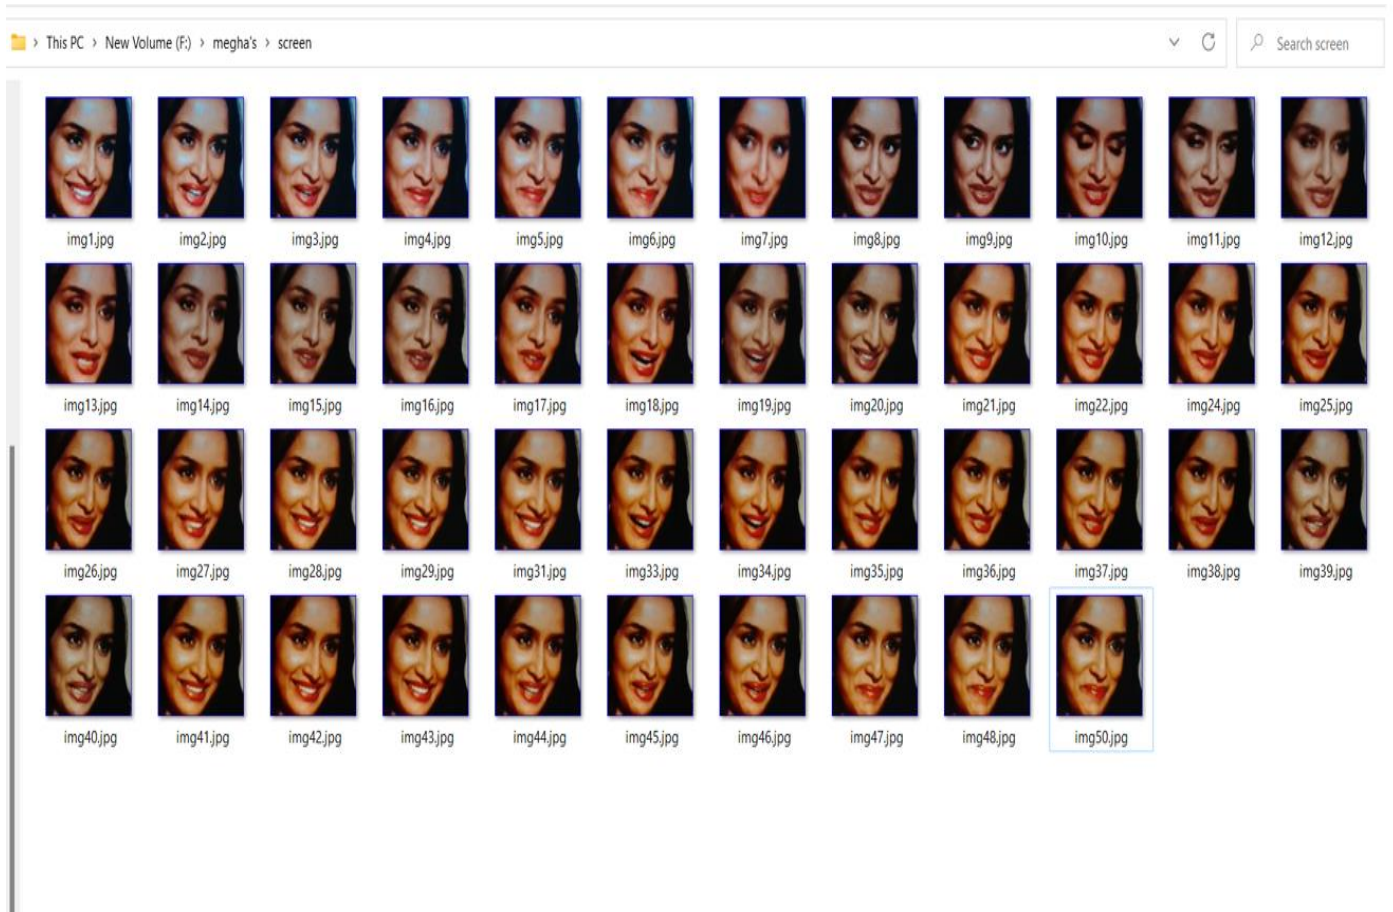 This PC > New Volume (F:) > megha's > screen
Search screen
img1.jpg img2.jpg img3.jpg img4.jpg img5.jpg img6.jpg img7.jpg img8.jpg img9.jpg img10.jpg img11.jpg img12.jpg
img13.jpg img14.jpg img15.jpg img16.jpg img17.jpg img18.jpg img19.jpg img20.jpg img21.jpg img22.jpg img24.jpg img25.jpg
img26.jpg img27.jpg img28.jpg img29.jpg img31.jpg img33.jpg img34.jpg img35.jpg img36.jpg img37.jpg img38.jpg img39.jpg
img40.jpg img41.jpg img42.jpg img43.jpg img44.jpg img45.jpg img46.jpg img47.jpg img48.jpg img50.jpg